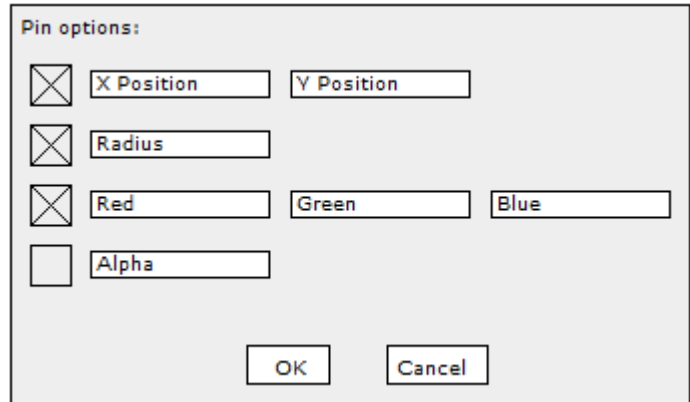 Pin options:
X Position Y Position
Radius
Red Green Blue
Alpha
OK Cancel